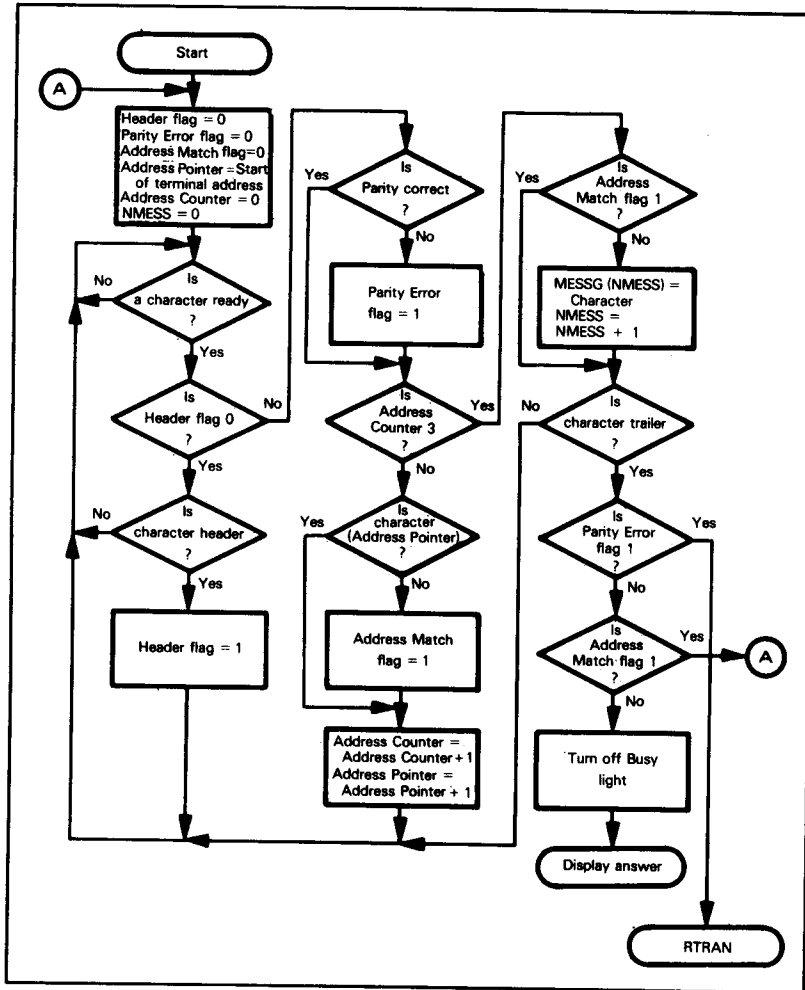 Start
A
Header flag = 0
Parity Error flag = 0
Address Match flag=0
Address Pointer = Start
of terminal address
Address Counter = 0
NMESS = 0
Is
a character ready
?
No
Yes
Is
Header flag 0
?
No
Yes
Is
character header
?
No
Yes
Header flag = 1
Is
Parity correct
?
Yes
No
Parity Error
flag = 1
Is
Address
Counter 3
?
Yes
No
Is
character
(Address Pointer)
?
Yes
No
Address Match
flag = 1
Address Counter =
Address Counter + 1
Address Pointer =
Address Pointer + 1
Is
Address
Match flag 1
?
Yes
No
MESSG (NMESS) =
Character
NMESS =
NMESS + 1
Is
character trailer
?
No
Yes
Is
Parity Error
flag 1
?
Yes
No
Is
Address
Match flag 1
?
Yes
A
No
Turn off Busy
light
Display answer
RTRAN